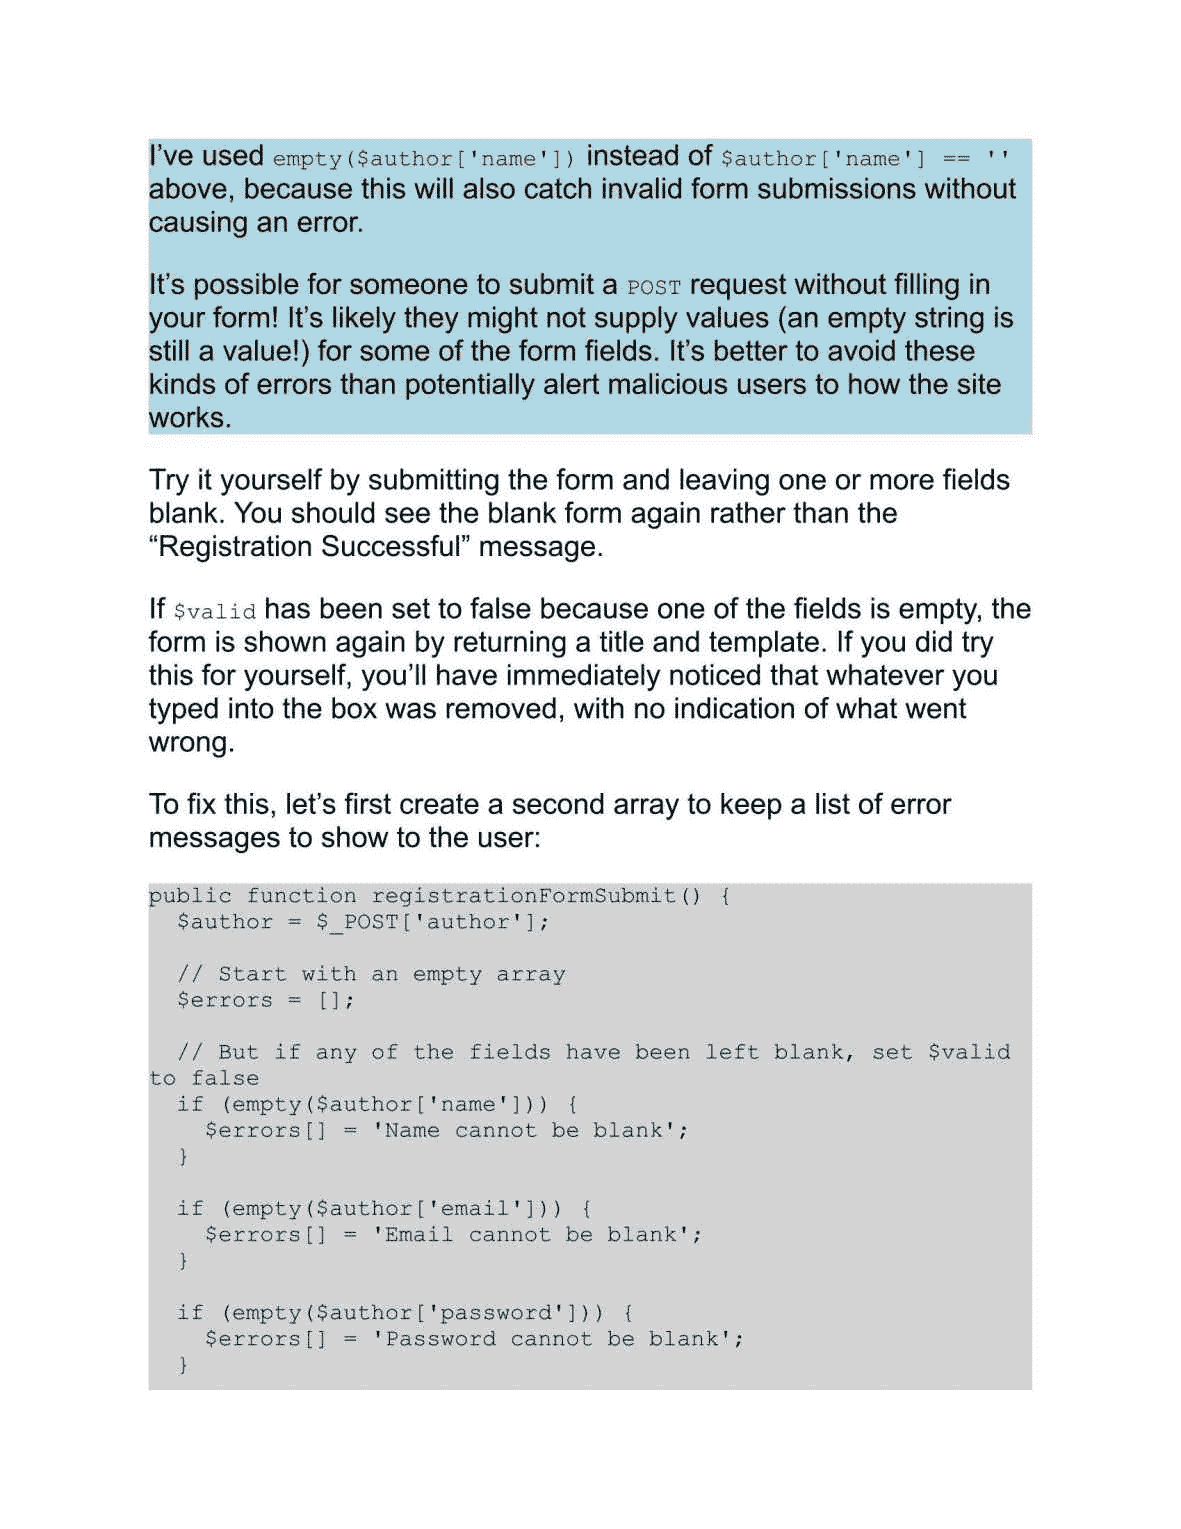 I’ve used empty($author['name']) instead of $author['name'] == ''
above, because this will also catch invalid form submissions without
causing an error.
It’s possible for someone to submit a POST request without filling in
your form! It’s likely they might not supply values (an empty string is
still a value!) for some of the form fields. It’s better to avoid these
kinds of errors than potentially alert malicious users to how the site
works.
Try it yourself by submitting the form and leaving one or more fields
blank. You should see the blank form again rather than the
“Registration Successful” message.
If $valid has been set to false because one of the fields is empty, the
form is shown again by returning a title and template. If you did try
this for yourself, you’ll have immediately noticed that whatever you
typed into the box was removed, with no indication of what went
wrong.
To fix this, let’s first create a second array to keep a list of error
messages to show to the user:
public function registrationFormSubmit() {
  $author = $_POST['author'];
  // Start with an empty array
  $errors = [];
  // But if any of the fields have been left blank, set $valid
to false
  if (empty($author['name'])) {
    $errors[] = 'Name cannot be blank';
  }
  if (empty($author['email'])) {
    $errors[] = 'Email cannot be blank';
  }
  if (empty($author['password'])) {
    $errors[] = 'Password cannot be blank';
  }